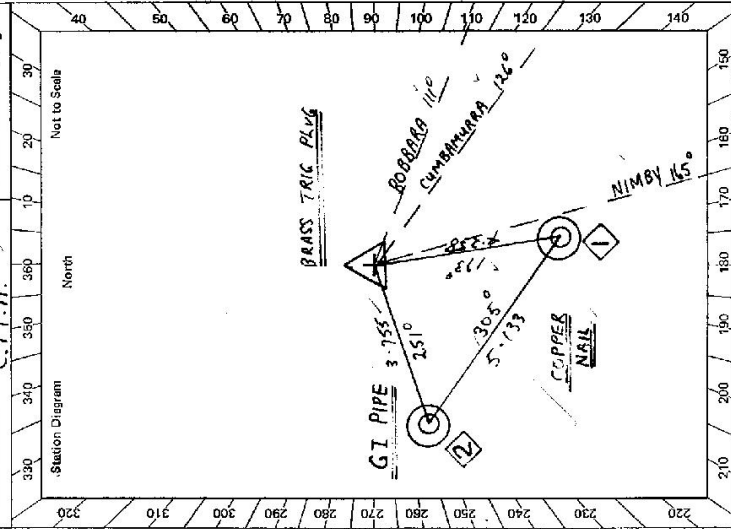 Station Diagram
North
Not to Scale
330 340 350 360 10 20 30
40 50 60 70 80 90 100 110 120 130 140
150 160 170 180 190 200 210
320 310 300 290 280 270 260 250 240 230 220
BRASS TRIG PLUG
BOBBARA 111°
CUMBAMURRA 126°
NIMBY 165°
173°
GI PIPE
3.755
251°
2
305°
5.133
COPPER
NAIL
1